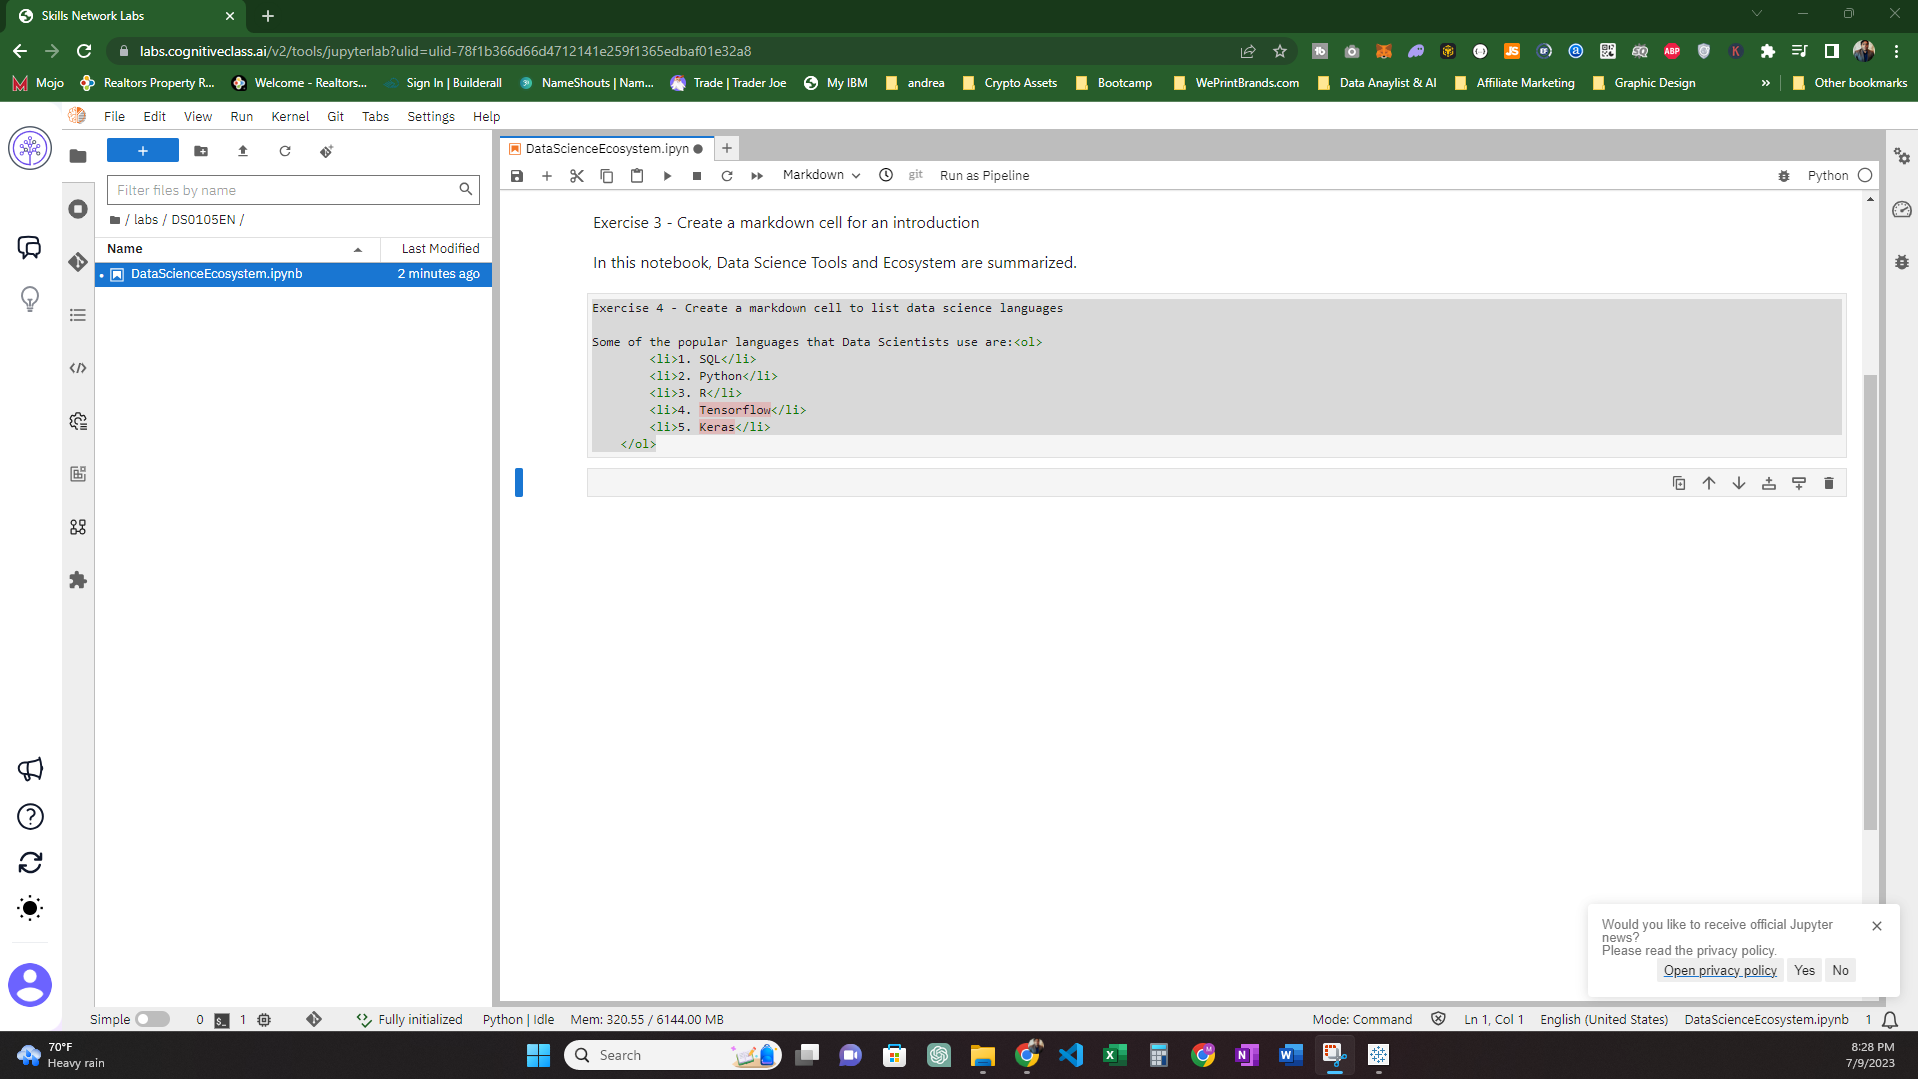 Skills Network Labs
labs.cognitiveclass.ai/v2/tools/jupyterlab?ulid=ulid-78f1b366d66d4712141e259f1365edbaf01e32a8
Mojo
Realtors Property R...
Welcome - Realtors...
Sign In | Builderall
NameShouts | Nam...
Trade | Trader Joe
My IBM
andrea
Crypto Assets
Bootcamp
WePrintBrands.com
Data Anaylist & AI
Affiliate Marketing
Graphic Design
»
Other bookmarks
File Edit View Run Kernel Git Tabs Settings Help
Filter files by name
/ labs / DS0105EN /
Name Last Modified
DataScienceEcosystem.ipynb 2 minutes ago
DataScienceEcosystem.ipyn
Markdown git Run as Pipeline Python
Exercise 3 - Create a markdown cell for an introduction
In this notebook, Data Science Tools and Ecosystem are summarized.
Exercise 4 - Create a markdown cell to list data science languages
Some of the popular languages that Data Scientists use are:<ol>
<li>1. SQL</li>
<li>2. Python</li>
<li>3. R</li>
<li>4. Tensorflow</li>
<li>5. Keras</li>
</ol>
Would you like to receive official Jupyter
news?
Please read the privacy policy.
Open privacy policy Yes No
Simple 0 1 Fully initialized Python | Idle Mem: 320.55 / 6144.00 MB Mode: Command Ln 1, Col 1 English (United States) DataScienceEcosystem.ipynb 1
70°F
Heavy rain
Search
8:28 PM
7/9/2023